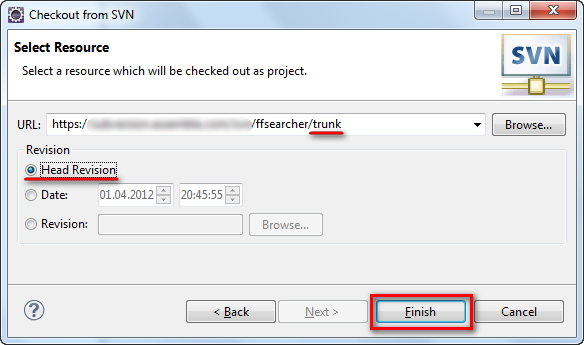 Checkout from SVN
Select Resource
Select a resource which will be checked out as project.
SVN
URL: https:/ /ffsearcher/trunk Browse...
Revision
Head Revision
Date: 01.04.2012 20:45:55
Revision: Browse...
? < Back Next > Finish Cancel